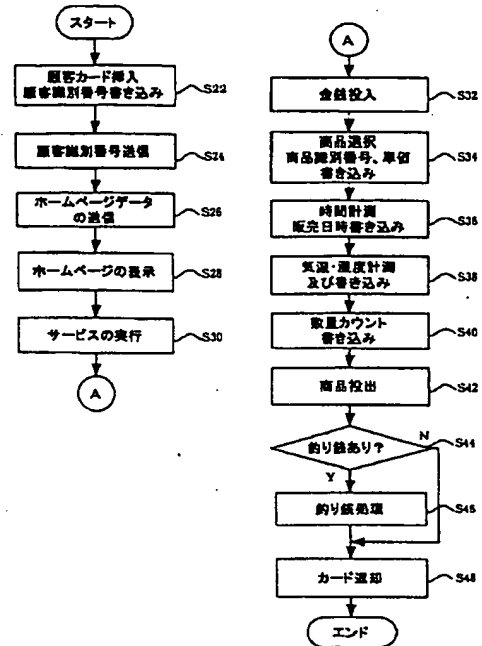 スタート
顧客カード挿入
顧客識別番号書き込み
S22
顧客識別番号送信
S24
ホームページデータ
の送信
S26
ホームページの表示
S28
サービスの実行
S30
A
A
金銭投入
S32
商品選択
商品識別番号、単価
書き込み
S34
時間計測
販売日時書き込み
S36
気温・湿度計測
及び書き込み
S38
数量カウント
書き込み
S40
商品投出
S42
釣り銭あり?
N
S44
Y
釣り銭処理
S46
カード返却
S48
エンド